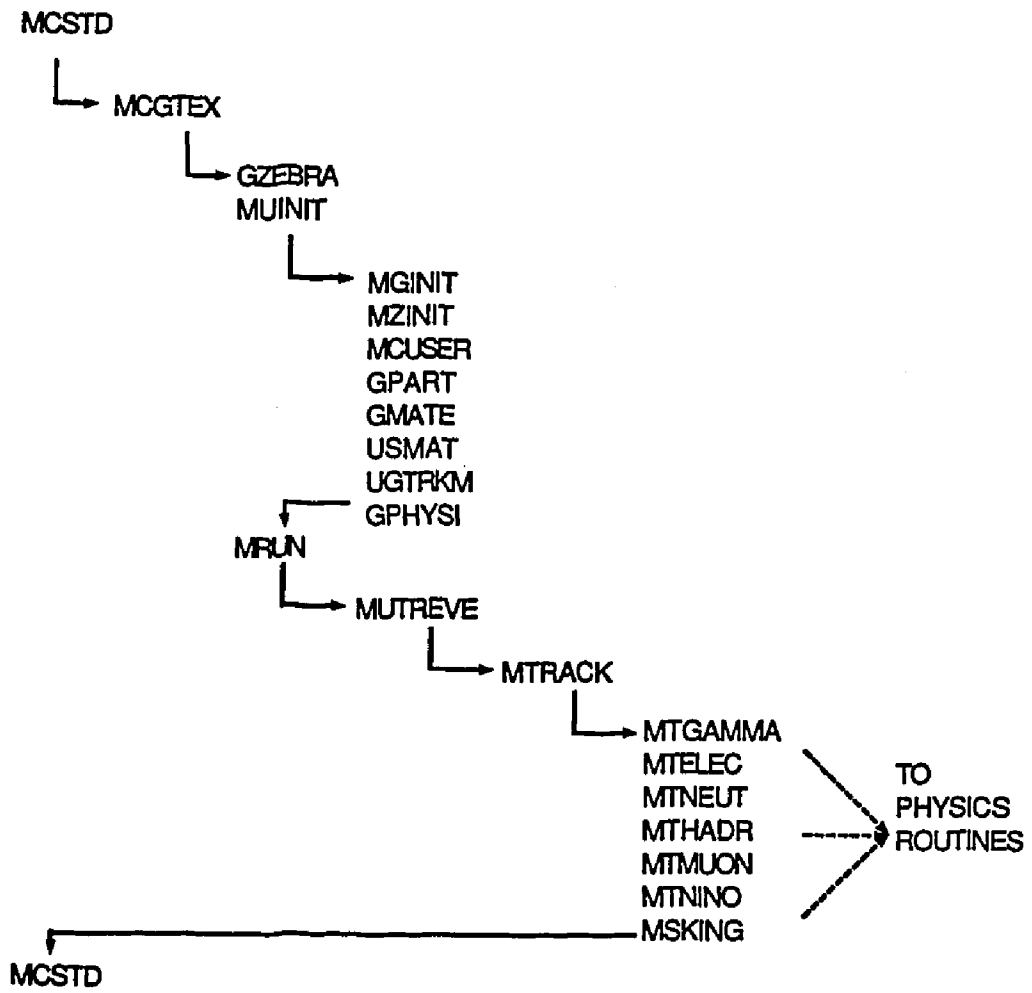 MCSTD
MCGTEX
GZEBRA
MUINIT
MGINIT
MZINIT
MCUSER
GPART
GMATE
USMAT
UGTRKM
GPHYSI
MRUN
MUTREVE
MTRACK
MTGAMMA
MTELEC
MTNEUT
MTHADR
MTMUON
MTNINO
MSKING
TO
PHYSICS
ROUTINES
MCSTD